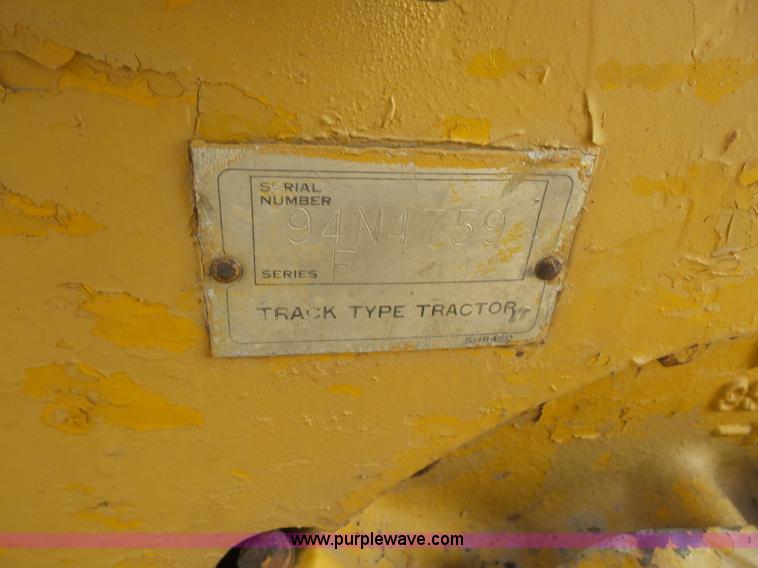 SERIAL
NUMBER
94N4759
SERIES F
TRACK TYPE TRACTOR
www.purplewave.com